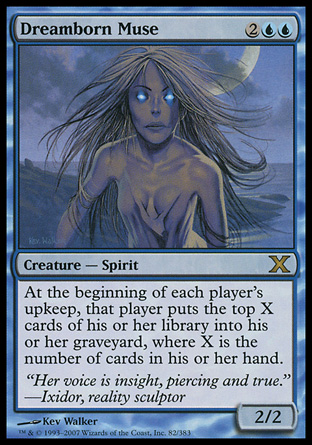 Dreamborn Muse 2
Creature — Spirit
At the beginning of each player's
upkeep, that player puts the top X
cards of his or her library into his
or her graveyard, where X is the
number of cards in his or her hand.
"Her voice is insight, piercing and true."
—Ixidor, reality sculptor
Kev Walker
™ & © 1993–2007 Wizards of the Coast, Inc. 82/383
2/2